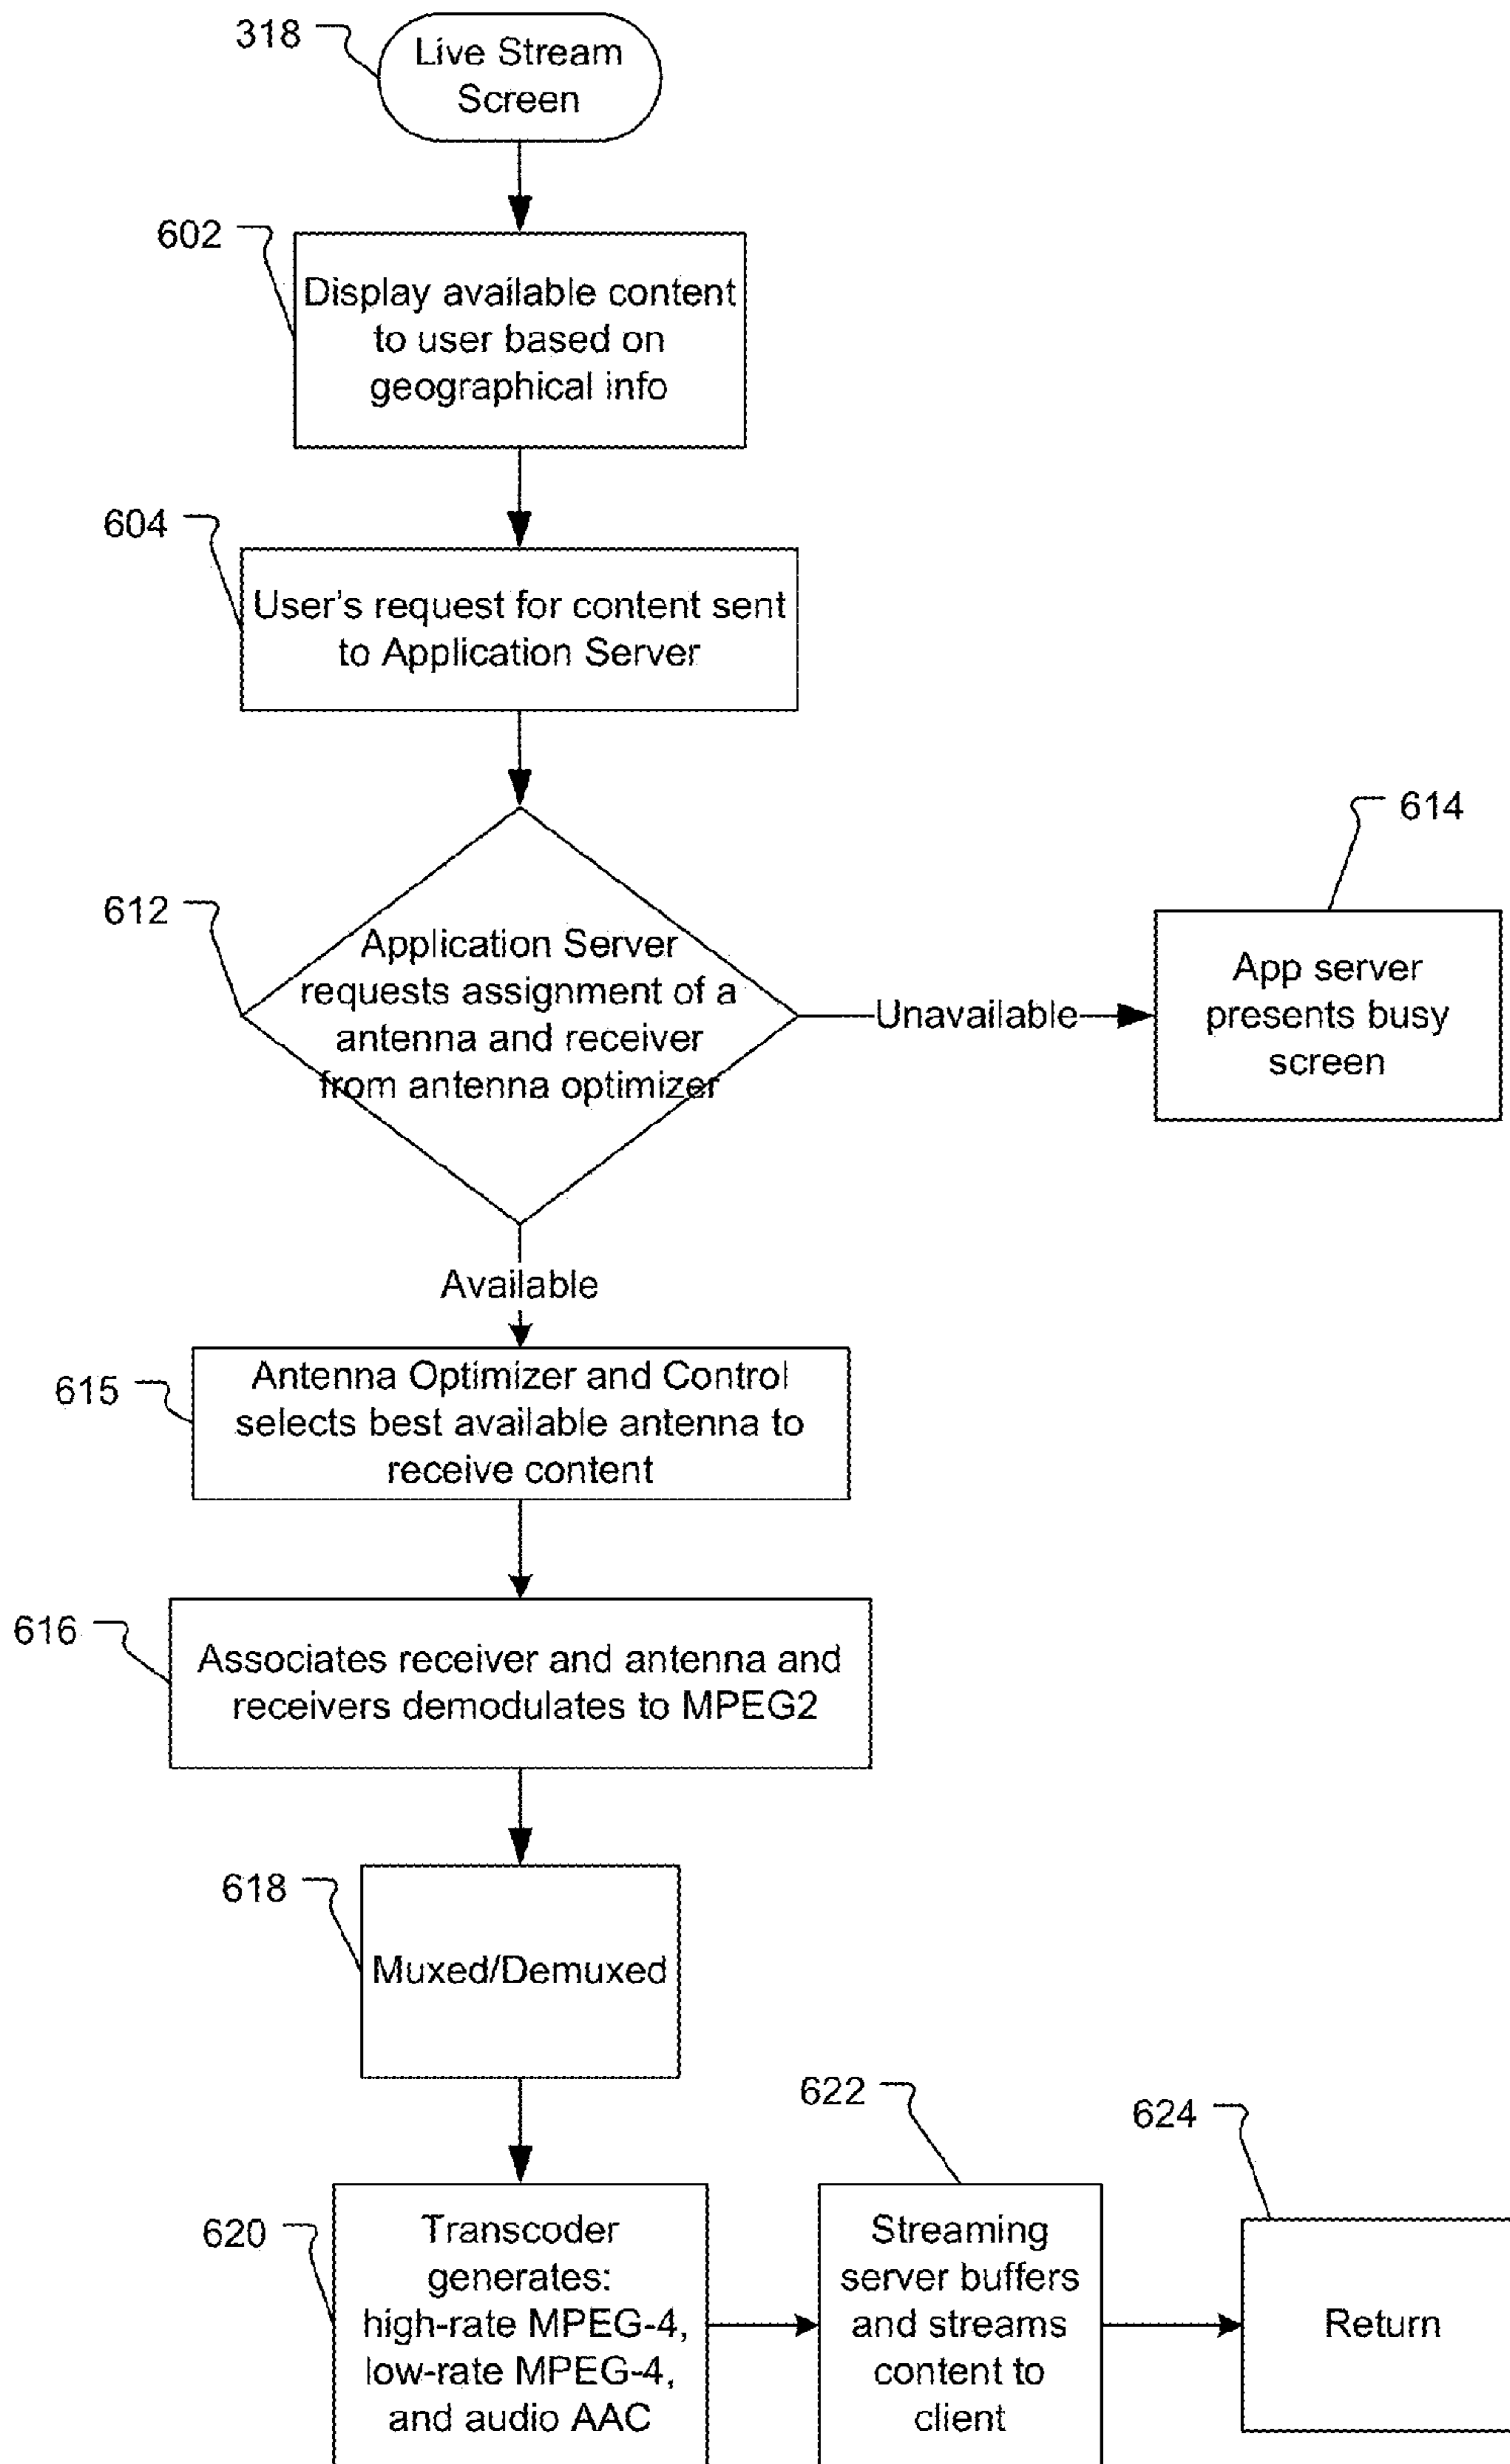 318
Live Stream
Screen
602
Display available content
to user based on
geographical info
604
User's request for content sent
to Application Server
612
Application Server
requests assignment of a
antenna and receiver
from antenna optimizer
Unavailable
614
App server
presents busy
screen
Available
615
Antenna Optimizer and Control
selects best available antenna to
receive content
616
Associates receiver and antenna and
receivers demodulates to MPEG2
618
Muxed/Demuxed
620
Transcoder
generates:
high-rate MPEG-4,
low-rate MPEG-4,
and audio AAC
622
Streaming
server buffers
and streams
content to
client
624
Return